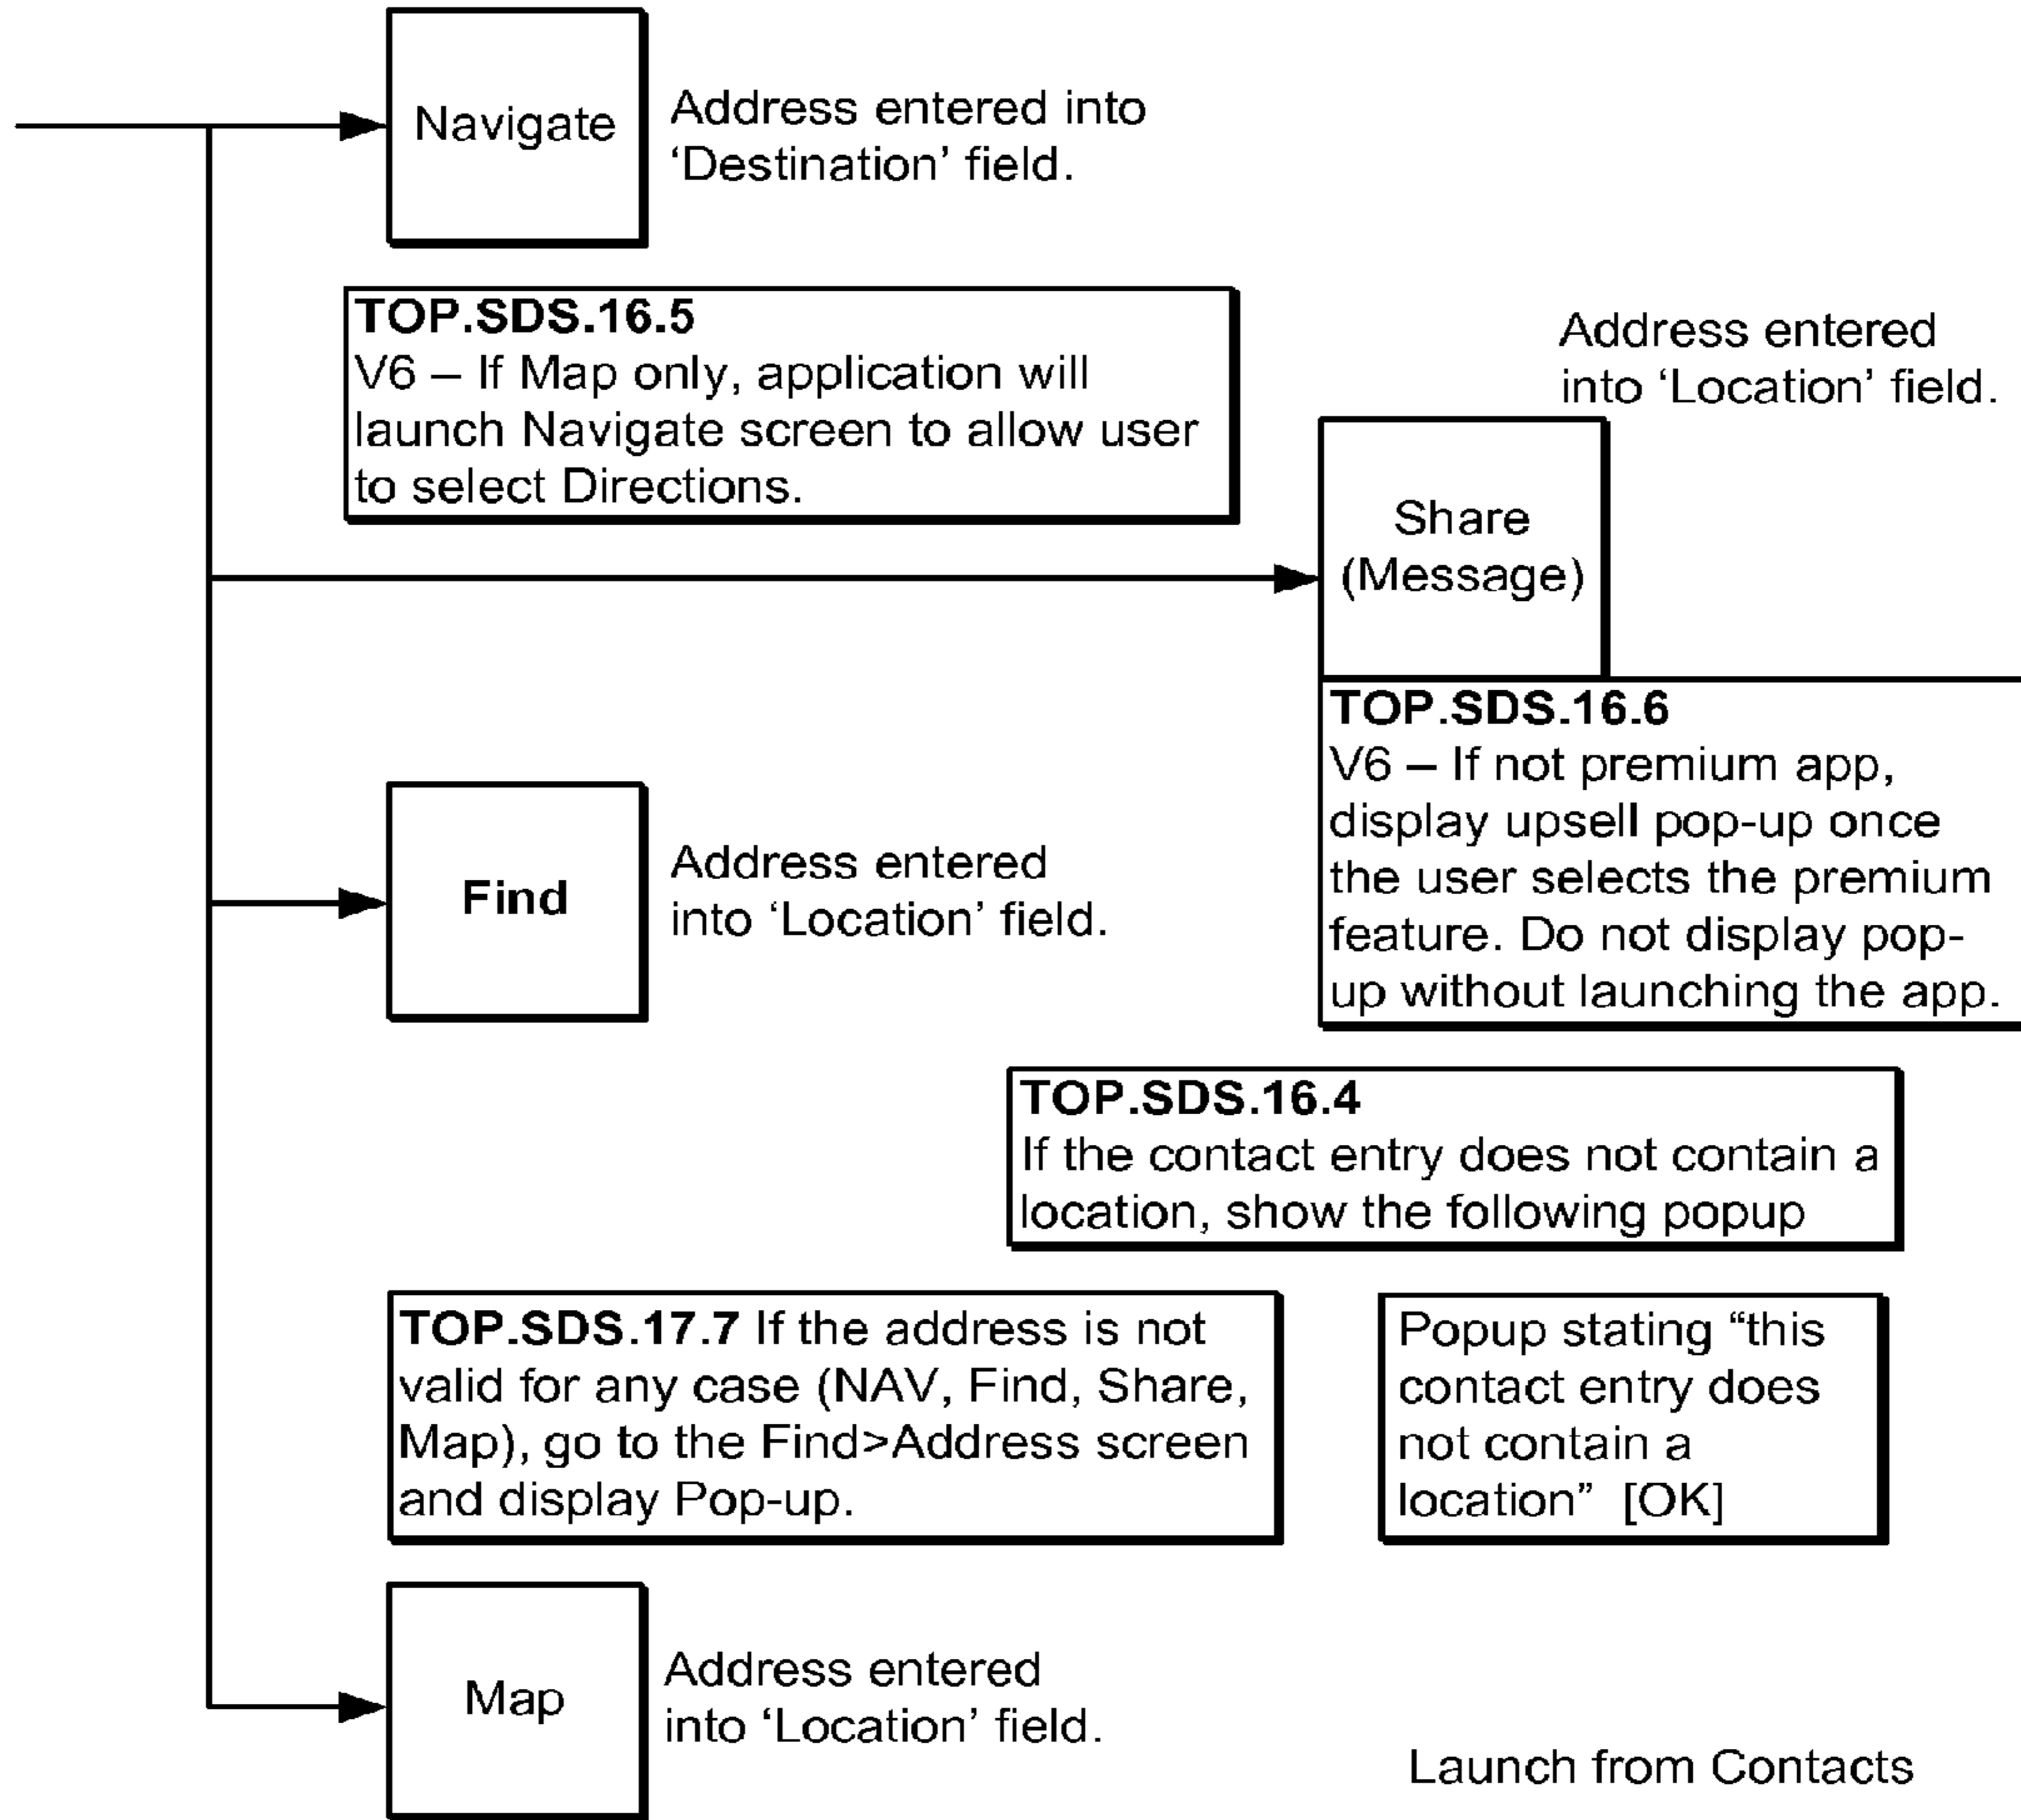 Navigate
Address entered into
‘Destination’ field.
TOP.SDS.16.5
V6 – If Map only, application will
launch Navigate screen to allow user
to select Directions.
Address entered
into ‘Location’ field.
Share
(Message)
TOP.SDS.16.6
V6 – If not premium app,
display upsell pop-up once
the user selects the premium
feature. Do not display pop-
up without launching the app.
Find
Address entered
into ‘Location’ field.
TOP.SDS.16.4
If the contact entry does not contain a
location, show the following popup
TOP.SDS.17.7 If the address is not
valid for any case (NAV, Find, Share,
Map), go to the Find>Address screen
and display Pop-up.
Popup stating “this
contact entry does
not contain a
location” [OK]
Map
Address entered
into ‘Location’ field.
Launch from Contacts